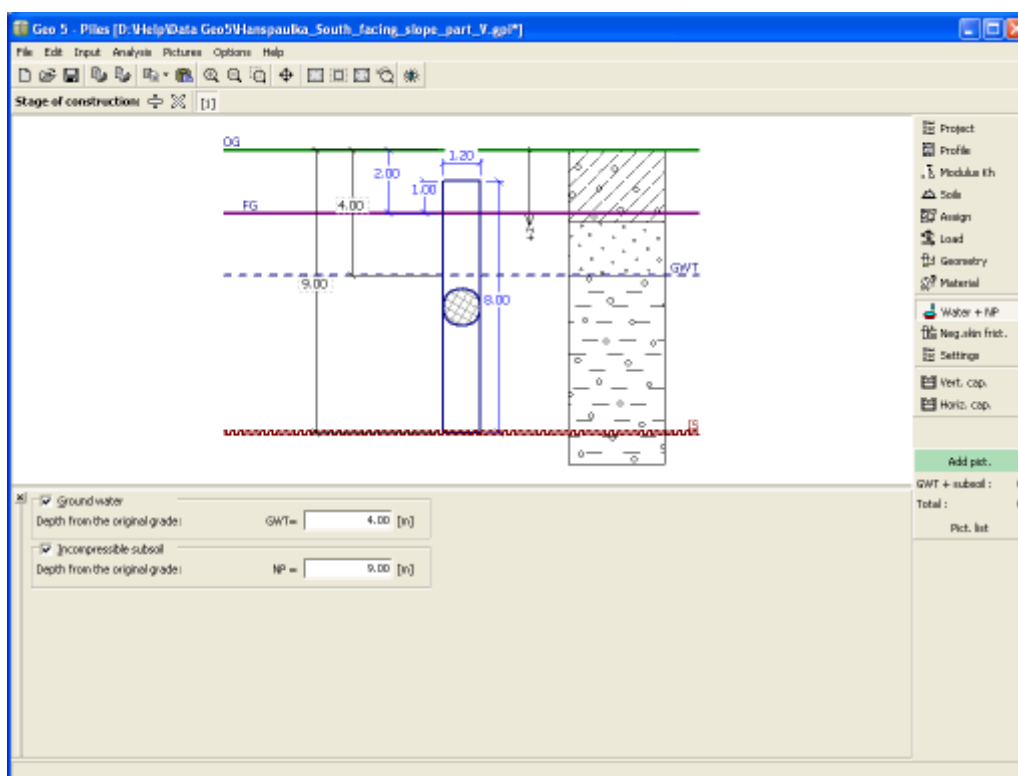 Geo 5 - Piles [D:\Help\Data Geo5\Hanspaulka_South_facing_slope_part_V.gpi*]
File Edit Input Analysis Pictures Options Help
Stage of construction: [1]
OG
1.20
2.00
1.00
FG
4.00
+z
GWT
9.00
8.00
Project
Profile
Modulus Kh
Soils
Assign
Load
Geometry
Material
Water + NP
Neg.skin frict.
Settings
Vert. cap.
Horiz. cap.
Add pict.
GWT + subsoil :
Total :
Pict. list
Ground water
Depth from the original grade: GWT= 4.00 [m]
Incompressible subsoil
Depth from the original grade: NP = 9.00 [m]